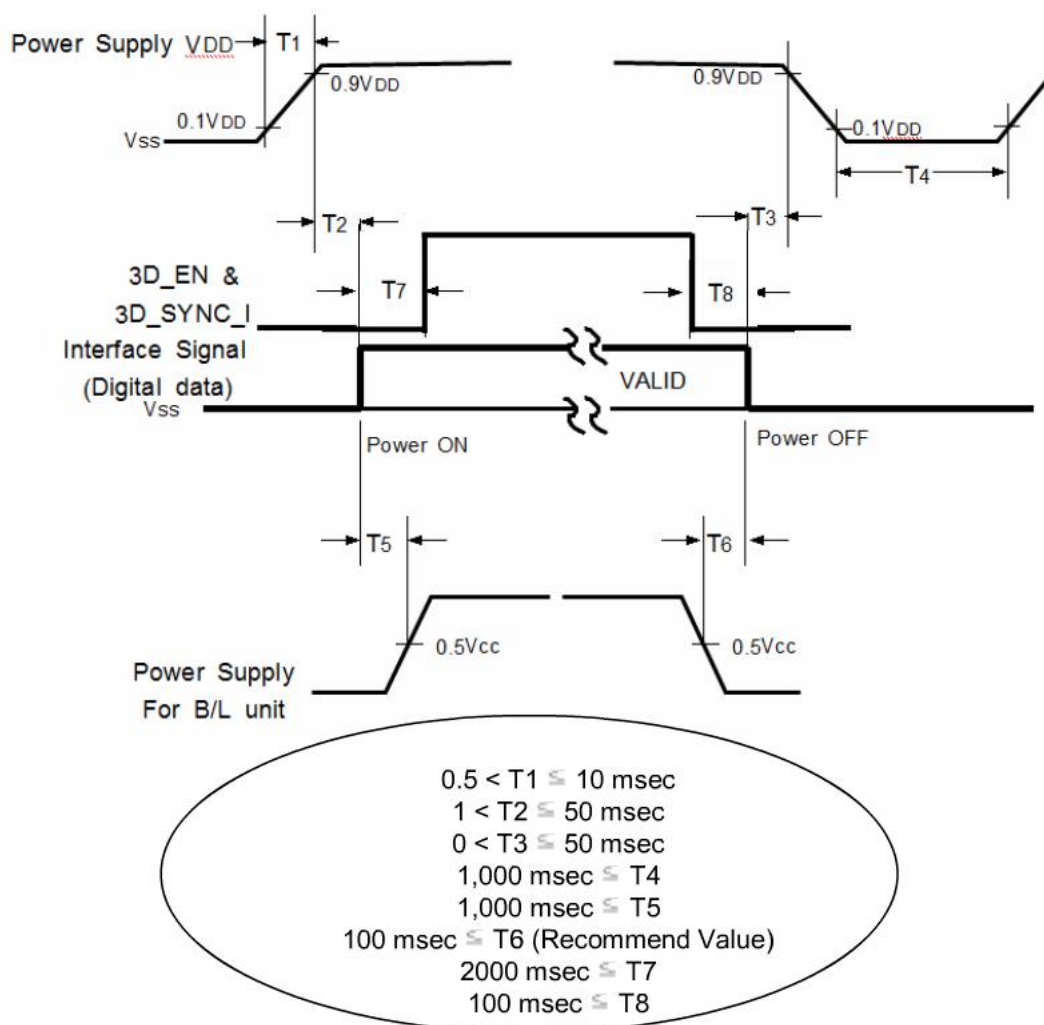 Power Supply VDD
T1
0.9VDD
0.9VDD
0.1VDD
0.1VDD
VSS
T4
T2
T3
3D_EN &
T7
T8
3D_SYNC_I
Interface Signal
(Digital data)
VALID
VSS
Power ON
Power OFF
T5
T6
0.5Vcc
0.5Vcc
Power Supply
For B/L unit
0.5 < T1 ≦ 10 msec
1 < T2 ≦ 50 msec
0 < T3 ≦ 50 msec
1,000 msec ≦ T4
1,000 msec ≦ T5
100 msec ≦ T6 (Recommend Value)
2000 msec ≦ T7
100 msec ≦ T8